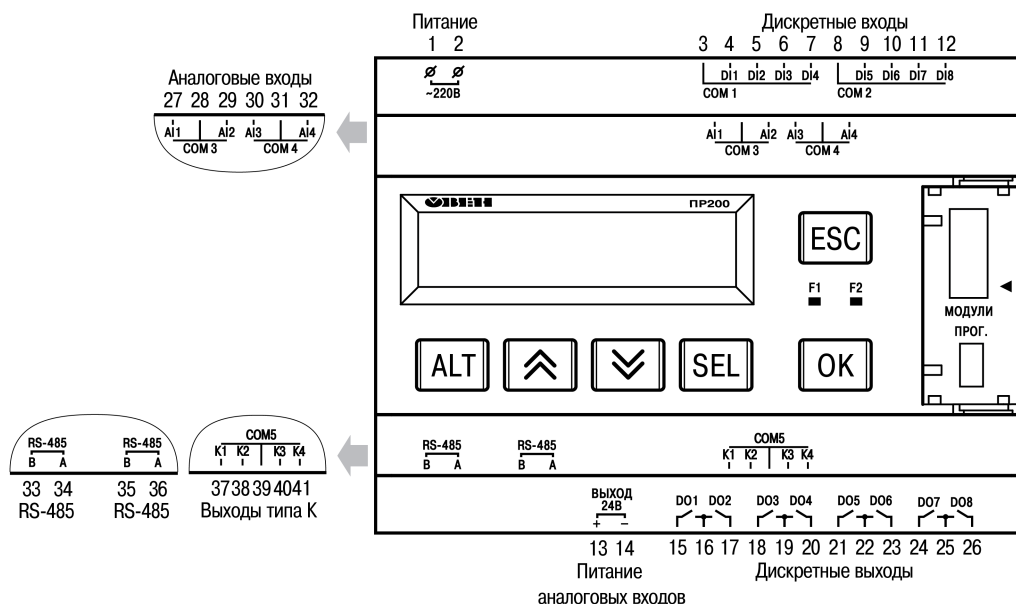 Питание
1 2
Дискретные входы
3 4 5 6 7 8 9 10 11 12
~220В
DI1 DI2 DI3 DI4
DI5 DI6 DI7 DI8
COM 1
COM 2
Аналоговые входы
27 28 29 30 31 32
AI1 AI2 AI3 AI4
COM 3 COM 4
AI1 AI2 AI3 AI4
COM 3 COM 4
ОВЕН
ПР200
ESC
F1 F2
МОДУЛИ
ПРОГ.
ALT
SEL
OK
RS-485 RS-485
B A B A
33 34 35 36
RS-485 RS-485
COM5
K1 K2 K3 K4
37 38 39 40 41
Выходы типа К
RS-485 RS-485
B A B A
COM5
K1 K2 K3 K4
ВЫХОД
24В
+ –
DO1 DO2 DO3 DO4 DO5 DO6 DO7 DO8
13 14 15 16 17 18 19 20 21 22 23 24 25 26
Питание
аналоговых входов
Дискретные выходы